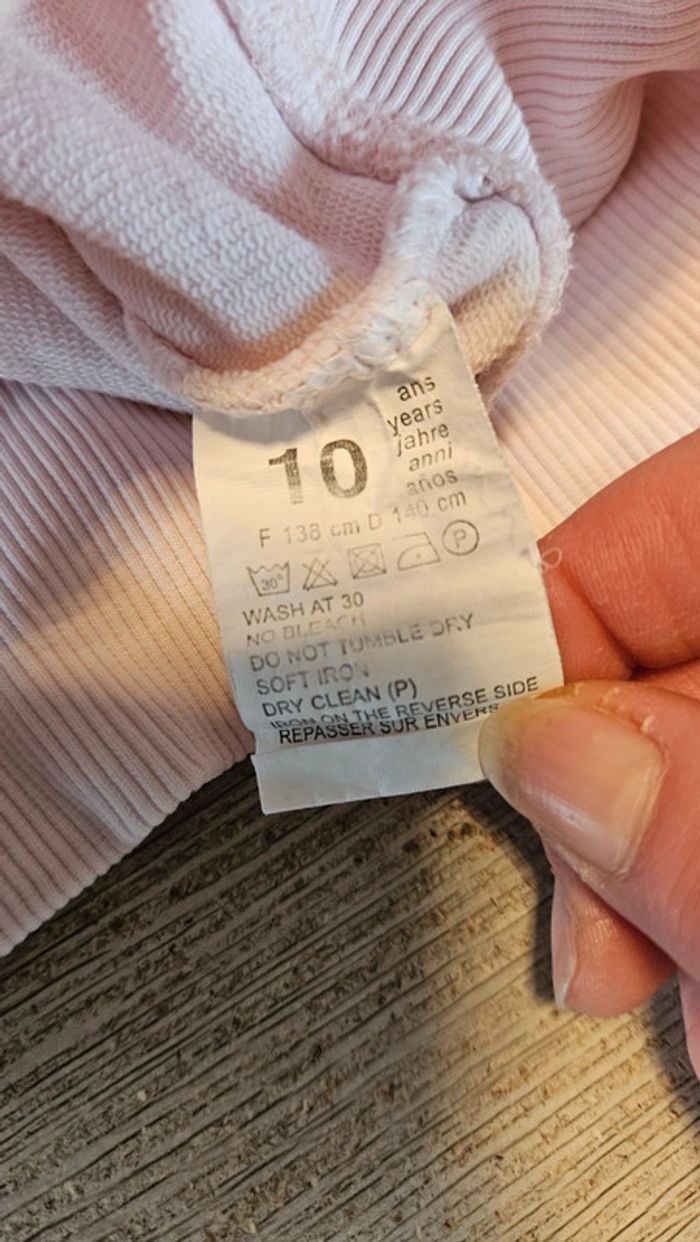 10
ans
years
jahre
anni
años
F 138 cm D 140 cm
30°
P
WASH AT 30
NO BLEACH
DO NOT TUMBLE DRY
SOFT IRON
DRY CLEAN (P)
IRON ON THE REVERSE SIDE
REPASSER SUR ENVERS